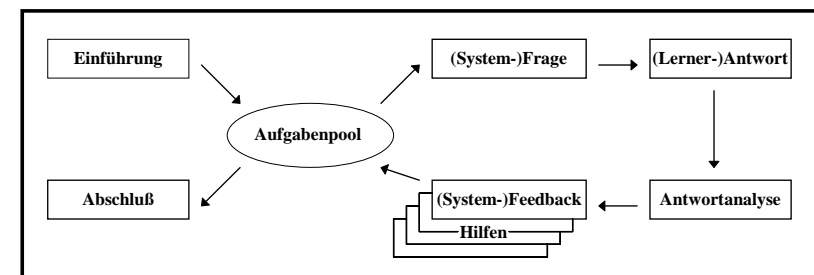 Einführung
(System-)Frage
(Lerner-)Antwort
Aufgabenpool
Abschluß
(System-)Feedback
Antwortanalyse
Hilfen